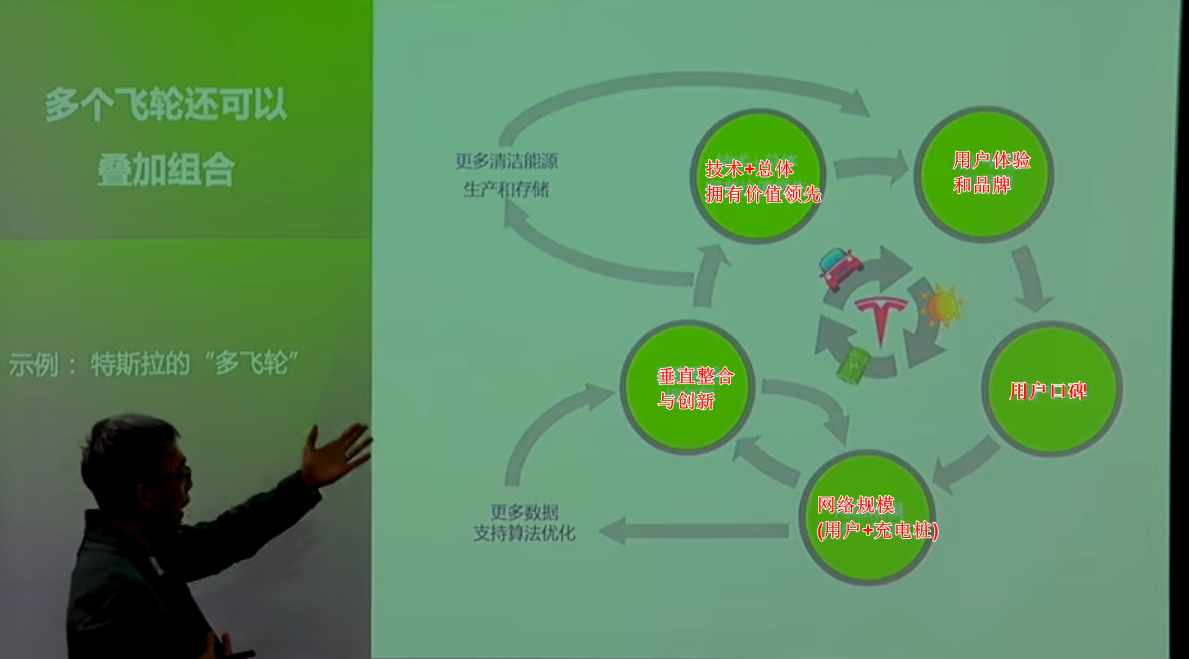 多个飞轮还可以
叠加组合
示例：特斯拉的“多飞轮”
更多清洁能源
生产和存储
技术+总体
拥有价值领先
用户体验
和品牌
垂直整合
与创新
用户口碑
网络规模
(用户+充电桩)
更多数据
支持算法优化